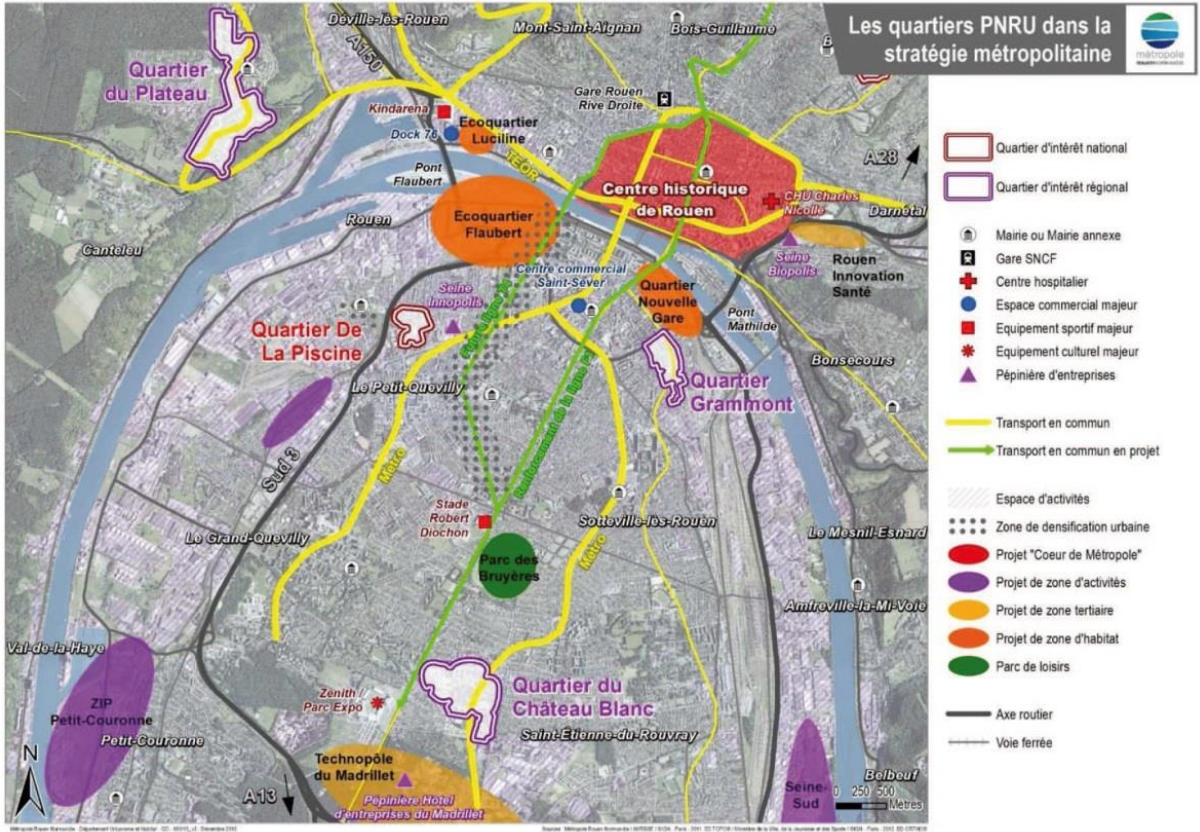 Les quartiers PNRU dans la
stratégie métropolitaine
métropole
Déville-lès-Rouen
Mont-Saint-Aignan
Bois-Guillaume
B
A150
Quartier
du Plateau
Gare Rouen
Rive Droite
Kindarena
Dock 76
Ecoquartier
Luciline
TEOR
A28
Pont
Flaubert
Centre historique
de Rouen
CHU Charles
Nicolle
Darnétal
Rouen
Ecoquartier
Flaubert
Canteleu
Seine
Biopolis
Rouen
Innovation
Santé
Centre commercial
Saint-Sever
Seine
Innopolis
Quartier
Nouvelle
Gare
Pont
Mathilde
Quartier De
La Piscine
Bonsecours
Le Petit-Quevilly
Quartier
Grammont
Renforcement de la ligne
Sud 3
Métro
Stade
Robert
Diochon
Sotteville-lès-Rouen
Le Mesnil-Esnard
Le Grand-Quevilly
Métro
Parc des
Bruyères
Amfreville-la-Mi-Voie
Val-de-la-Haye
ZIP
Petit-Couronne
Petit-Couronne
Zénith
Parc Expo
Quartier du
Château Blanc
Saint-Étienne-du-Rouvray
Technopôle
du Madrillet
Pépinière Hôtel
d'entreprises du Madrillet
N
A13
Seine-
Sud
Belbeuf
0 250 500
Metres
Quartier d'intérêt national
Quartier d'intérêt régional
Mairie ou Mairie annexe
Gare SNCF
Centre hospitalier
Espace commercial majeur
Equipement sportif majeur
Equipement culturel majeur
Pépinière d'entreprises
Transport en commun
Transport en commun en projet
Espace d'activités
Zone de densification urbaine
Projet "Coeur de Métropole"
Projet de zone d'activités
Projet de zone tertiaire
Projet de zone d'habitat
Parc de loisirs
Axe routier
Voie ferrée